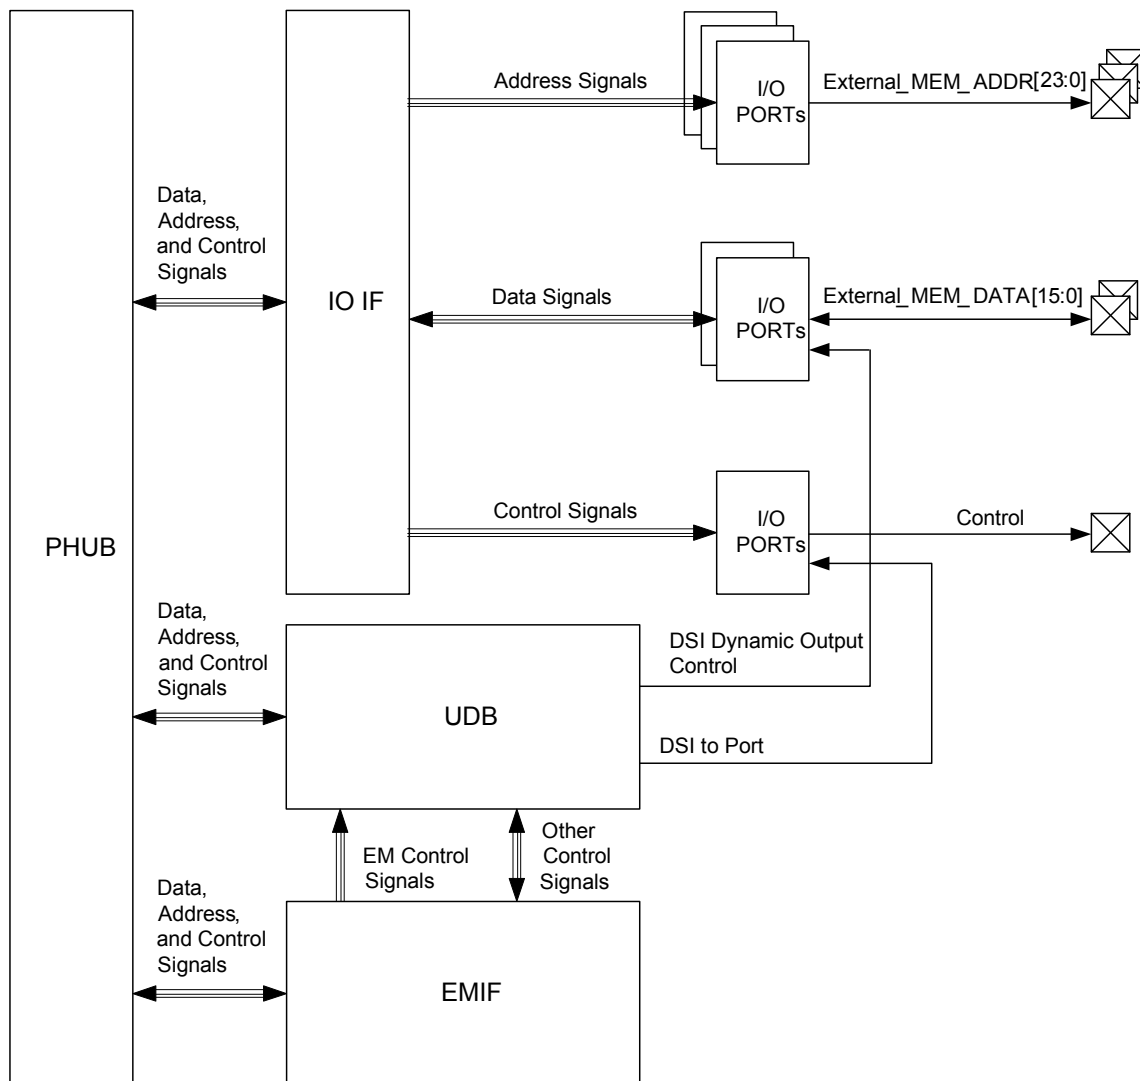 Address Signals
I/O
PORTs
External_MEM_ADDR[23:0]
Data,
Address,
and Control
Signals
IO IF
Data Signals
I/O
PORTs
External_MEM_DATA[15:0]
Control Signals
I/O
PORTs
Control
PHUB
Data,
Address,
and Control
Signals
UDB
DSI Dynamic Output
Control
DSI to Port
EM Control
Signals
Other
Control
Signals
Data,
Address,
and Control
Signals
EMIF